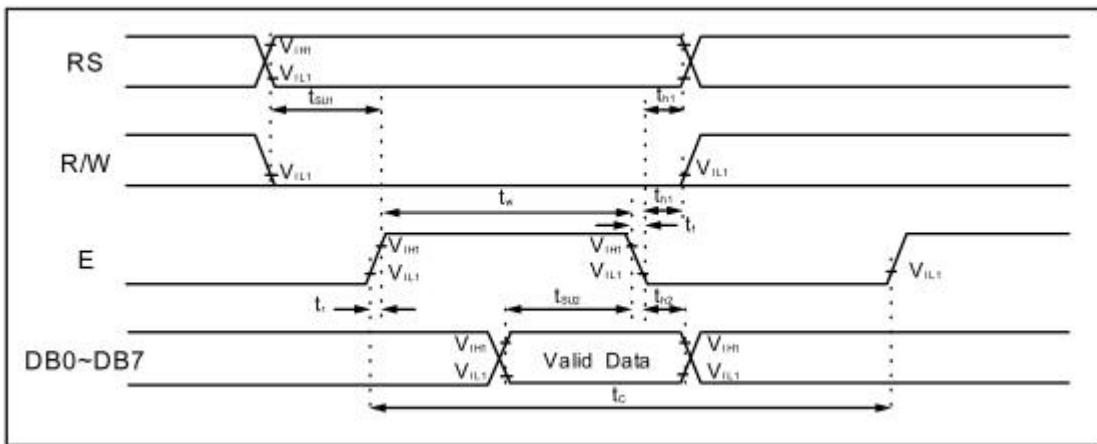 RS
VIH1
VIL1
tSU1
th1
R/W
VIL1
VIL1
tw
th1
tf
E
VIH1
VIH1
VIL1
VIL1
VIL1
tr
tSU2
th2
DB0~DB7
VIH1
Valid Data
VIH1
VIL1
VIL1
tC